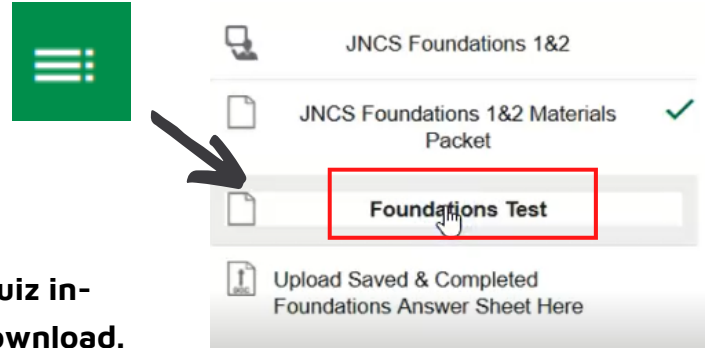 JNCS Foundations 1&2
JNCS Foundations 1&2 Materials
Packet
Foundations Test
Upload Saved & Completed
Foundations Answer Sheet Here
uiz in-
ownload.